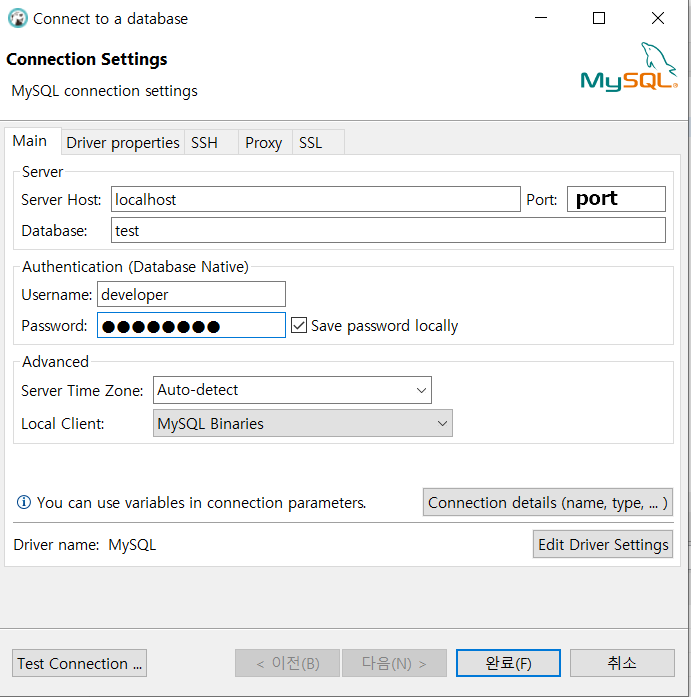 Connect to a database
Connection Settings
MySQL connection settings
MySQL®
Main Driver properties SSH Proxy SSL
Server
Server Host: localhost Port: port
Database: test
Authentication (Database Native)
Username: developer
Password: ●●●●●●●● Save password locally
Advanced
Server Time Zone: Auto-detect
Local Client: MySQL Binaries
You can use variables in connection parameters. Connection details (name, type, ... )
Driver name: MySQL Edit Driver Settings
Test Connection ... < 이전(B) 다음(N) > 완료(F) 취소